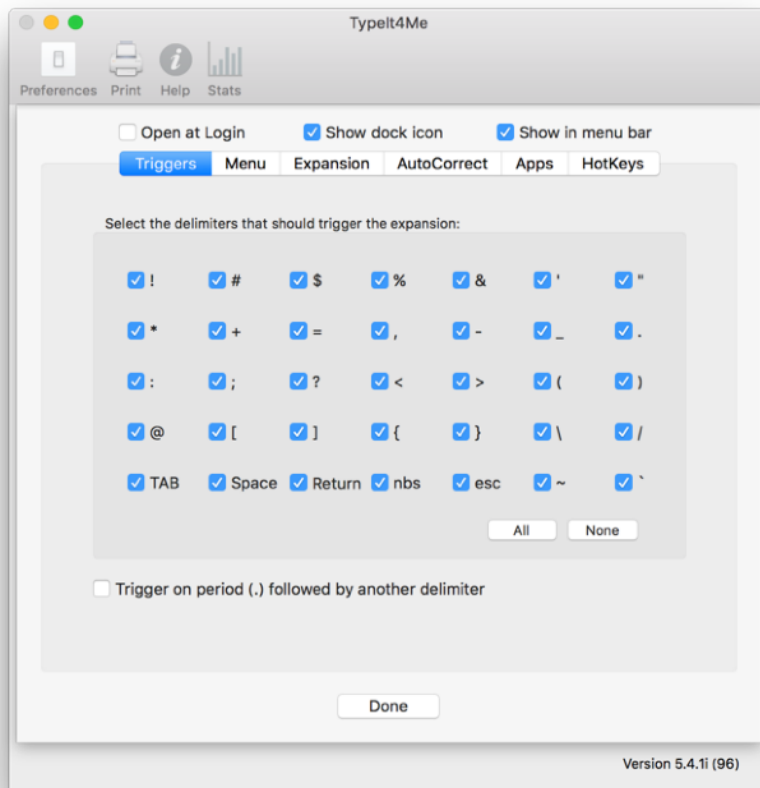 TypeIt4Me
Preferences Print Help Stats
Open at Login Show dock icon Show in menu bar
Triggers Menu Expansion AutoCorrect Apps HotKeys
Select the delimiters that should trigger the expansion:
! # $ % & ' "
* + = , - _ .
: ; ? < > ( )
@ [ ] { } \ /
TAB Space Return nbs esc ~ `
All None
Trigger on period (.) followed by another delimiter
Done
Version 5.4.1i (96)